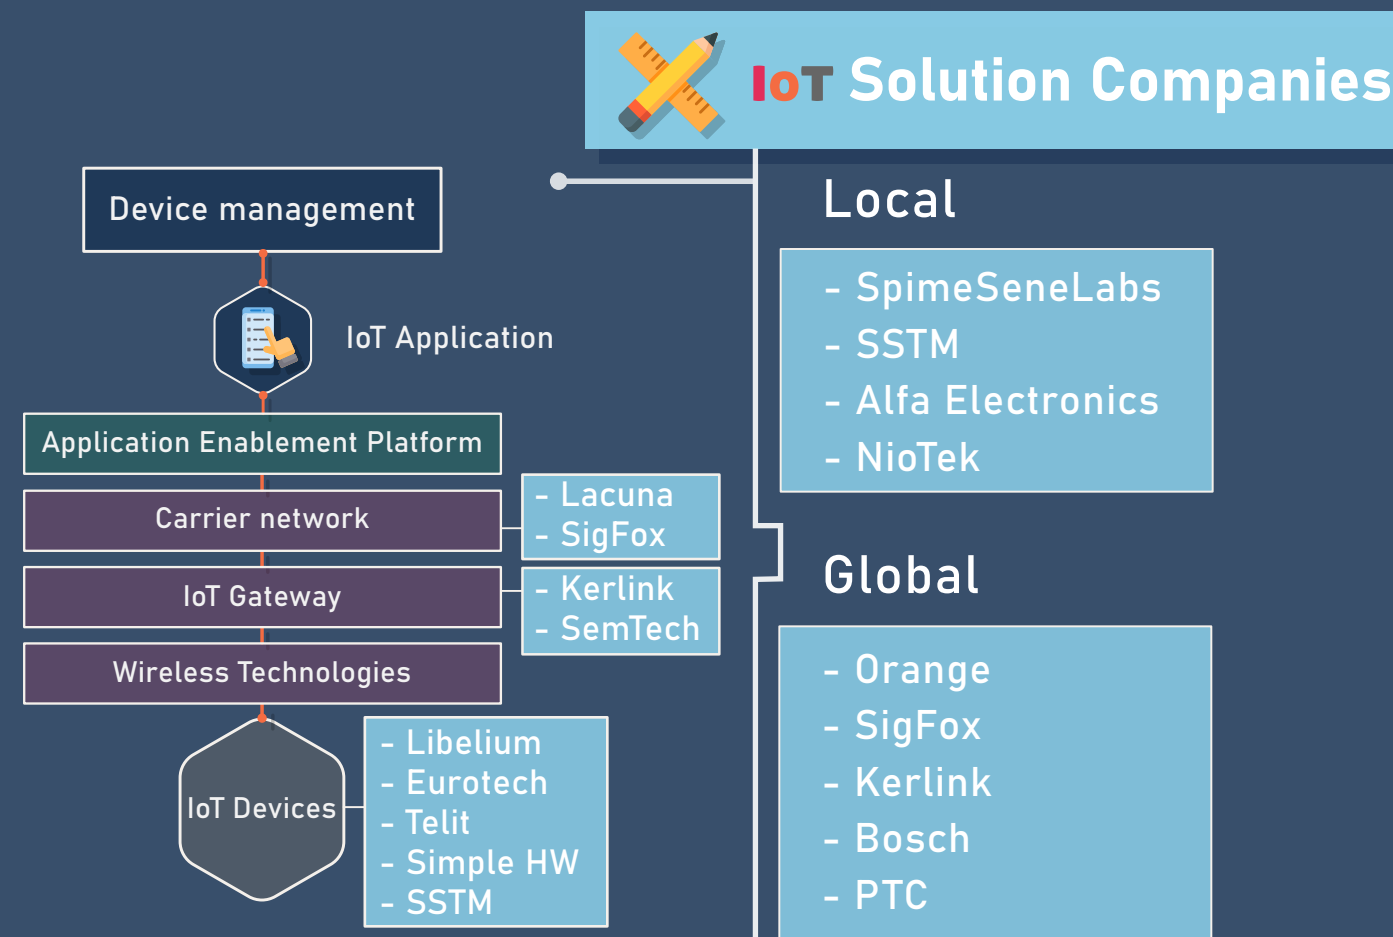 IoT Solution Companies
Device management
IoT Application
Application Enablement Platform
Carrier network
- Lacuna
- SigFox
IoT Gateway
- Kerlink
- SemTech
Wireless Technologies
IoT Devices
- Libelium
- Eurotech
- Telit
- Simple HW
- SSTM
Local
- SpimeSeneLabs
- SSTM
- Alfa Electronics
- NioTek
Global
- Orange
- SigFox
- Kerlink
- Bosch
- PTC